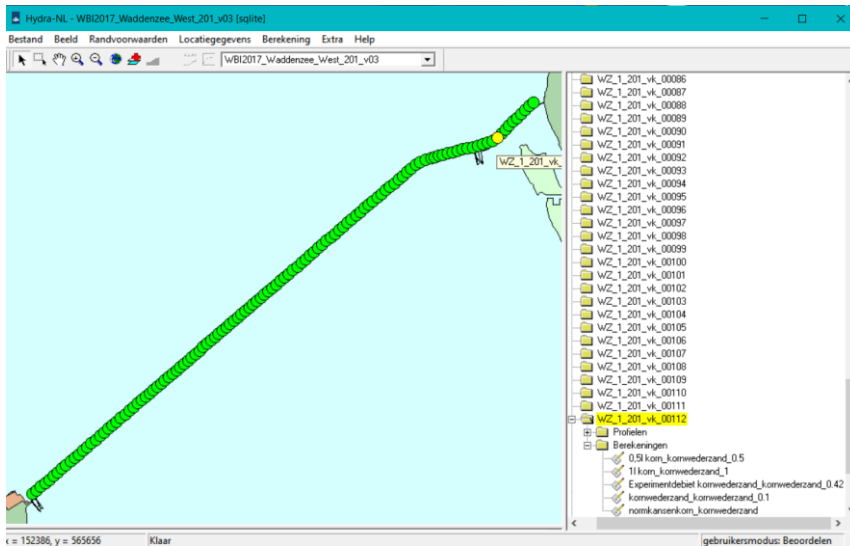 Hydra-NL - WBI2017_Waddenzee_West_201_v03 [sqlite]
Bestand Beeld Randvoorwaarden Locatiegegevens Berekening Extra Help
WBI2017_Waddenzee_West_201_v03
WZ_1_201_vk_
WZ_1_201_vk_00086
WZ_1_201_vk_00087
WZ_1_201_vk_00088
WZ_1_201_vk_00089
WZ_1_201_vk_00090
WZ_1_201_vk_00091
WZ_1_201_vk_00092
WZ_1_201_vk_00093
WZ_1_201_vk_00094
WZ_1_201_vk_00095
WZ_1_201_vk_00096
WZ_1_201_vk_00097
WZ_1_201_vk_00098
WZ_1_201_vk_00099
WZ_1_201_vk_00100
WZ_1_201_vk_00101
WZ_1_201_vk_00102
WZ_1_201_vk_00103
WZ_1_201_vk_00104
WZ_1_201_vk_00105
WZ_1_201_vk_00106
WZ_1_201_vk_00107
WZ_1_201_vk_00108
WZ_1_201_vk_00109
WZ_1_201_vk_00110
WZ_1_201_vk_00111
WZ_1_201_vk_00112
Profielen
Berekeningen
0,5l korn_kornwederzand_0.5
1l korn_kornwederzand_1
Experimentdebiet kornwederzand_kornwederzand_0.42
kornwederzand_kornwederzand_0.1
normkansenkorn_kornwederzand
x = 152386, y = 565656 Klaar gebruikersmodus: Beoordelen